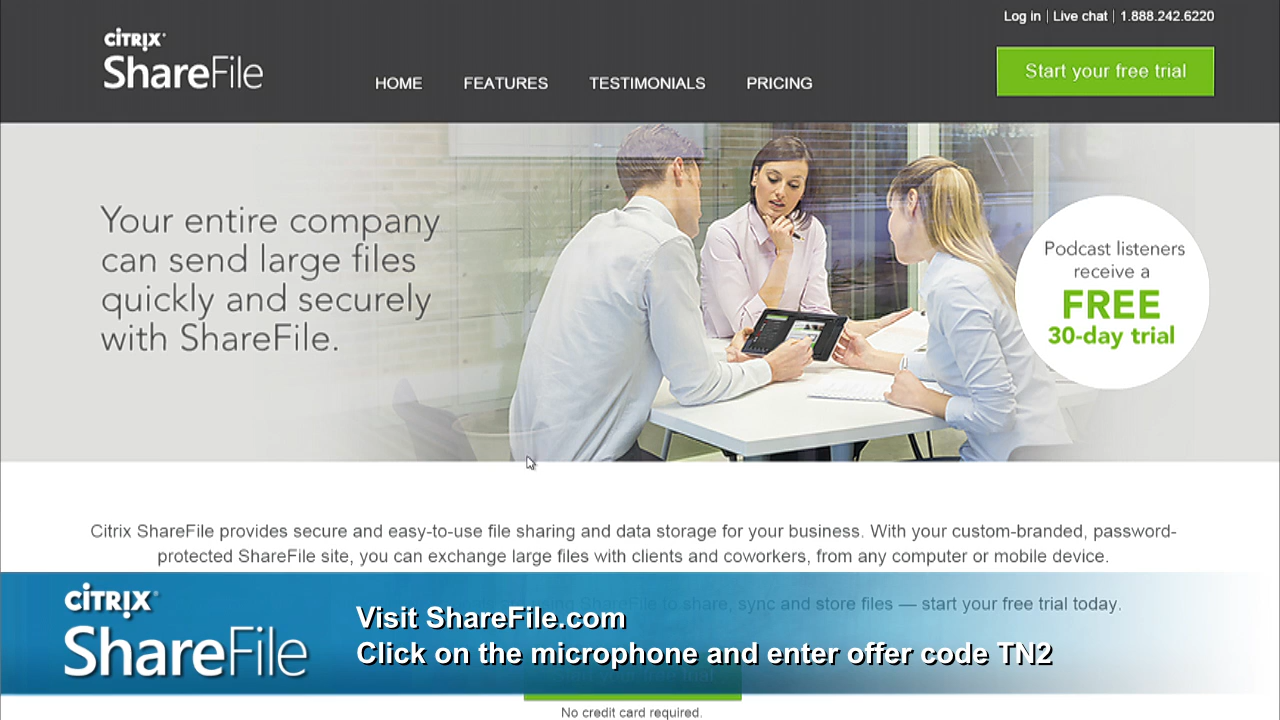 Log in | Live chat | 1.888.242.6220
CITRIX®
ShareFile
HOME FEATURES TESTIMONIALS PRICING
Start your free trial
Your entire company
can send large files
quickly and securely
with ShareFile.
Podcast listeners
receive a
FREE
30-day trial
Citrix ShareFile provides secure and easy-to-use file sharing and data storage for your business. With your custom-branded, password-
protected ShareFile site, you can exchange large files with clients and coworkers, from any computer or mobile device.
ShareFile to share, sync and store files — start your free trial today.
CITRIX®
ShareFile
Visit ShareFile.com
Click on the microphone and enter offer code TN2
No credit card required.